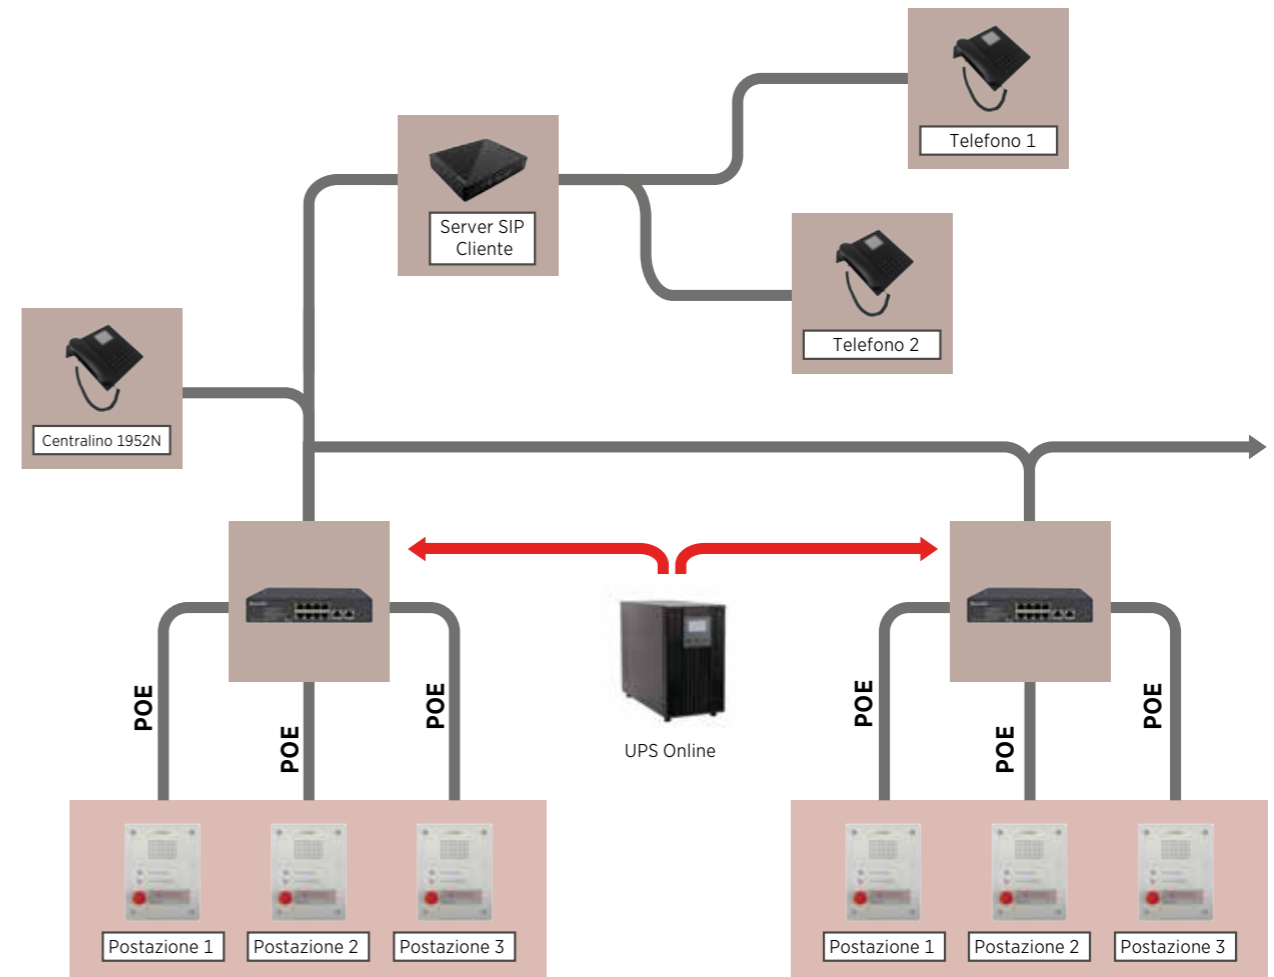 Telefono 1
Server SIP
Cliente
Telefono 2
Centralino 1952N
POE
POE
POE
UPS Online
POE
POE
POE
Postazione 1
Postazione 2
Postazione 3
Postazione 1
Postazione 2
Postazione 3